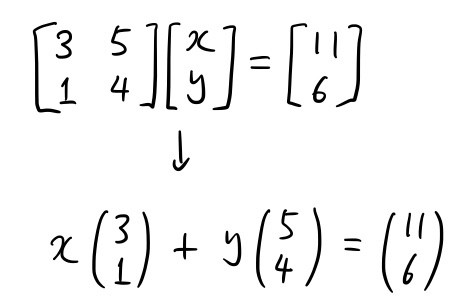 [3 5
1 4][x
y] = [11
6]
↓
x(3
1) + y(5
4) = (11
6)